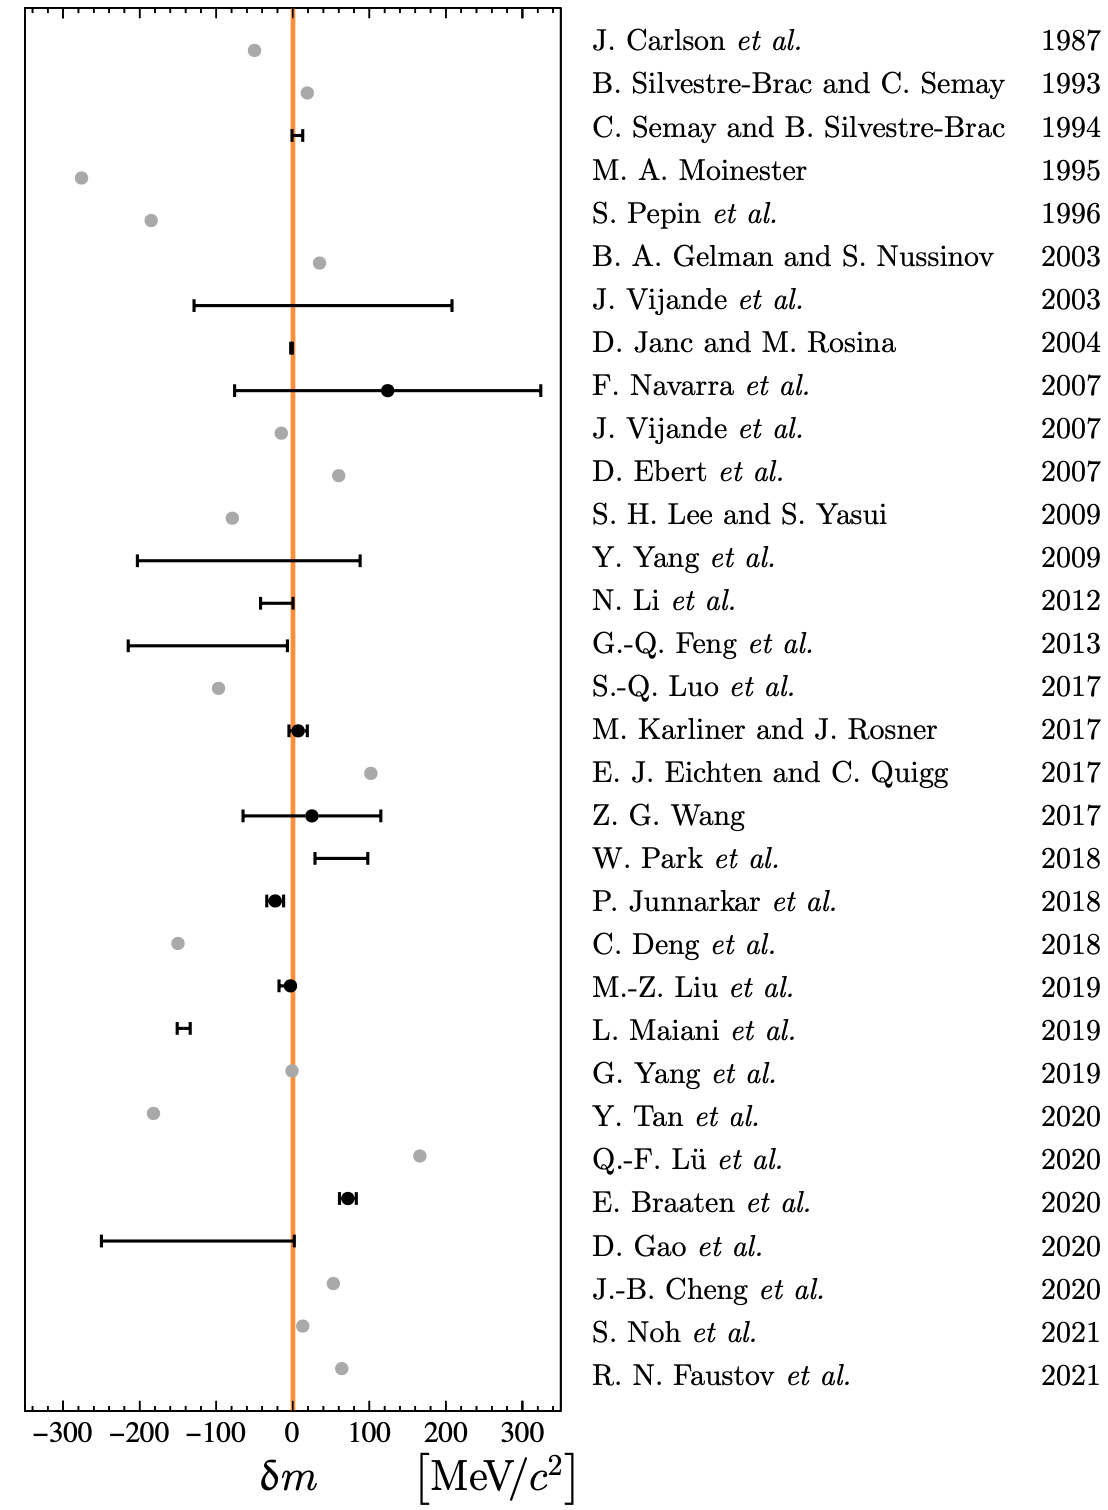 J. Carlson et al. 1987
B. Silvestre-Brac and C. Semay 1993
C. Semay and B. Silvestre-Brac 1994
M. A. Moinester 1995
S. Pepin et al. 1996
B. A. Gelman and S. Nussinov 2003
J. Vijande et al. 2003
D. Janc and M. Rosina 2004
F. Navarra et al. 2007
J. Vijande et al. 2007
D. Ebert et al. 2007
S. H. Lee and S. Yasui 2009
Y. Yang et al. 2009
N. Li et al. 2012
G.-Q. Feng et al. 2013
S.-Q. Luo et al. 2017
M. Karliner and J. Rosner 2017
E. J. Eichten and C. Quigg 2017
Z. G. Wang 2017
W. Park et al. 2018
P. Junnarkar et al. 2018
C. Deng et al. 2018
M.-Z. Liu et al. 2019
L. Maiani et al. 2019
G. Yang et al. 2019
Y. Tan et al. 2020
Q.-F. Lü et al. 2020
E. Braaten et al. 2020
D. Gao et al. 2020
J.-B. Cheng et al. 2020
S. Noh et al. 2021
R. N. Faustov et al. 2021
−300 −200 −100 0 100 200 300
δm [MeV/c²]